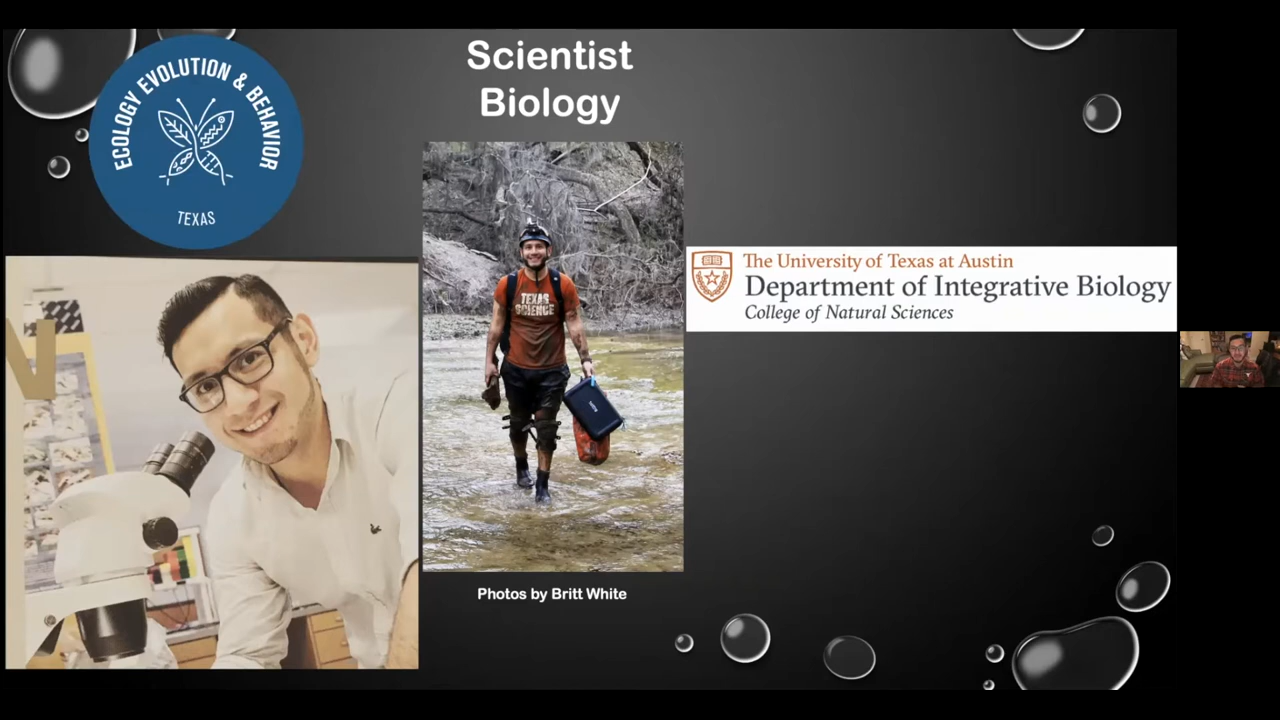 ECOLOGY EVOLUTION & BEHAVIOR
TEXAS
Scientist
Biology
TEXAS
SCIENCE
The University of Texas at Austin
Department of Integrative Biology
College of Natural Sciences
Photos by Britt White